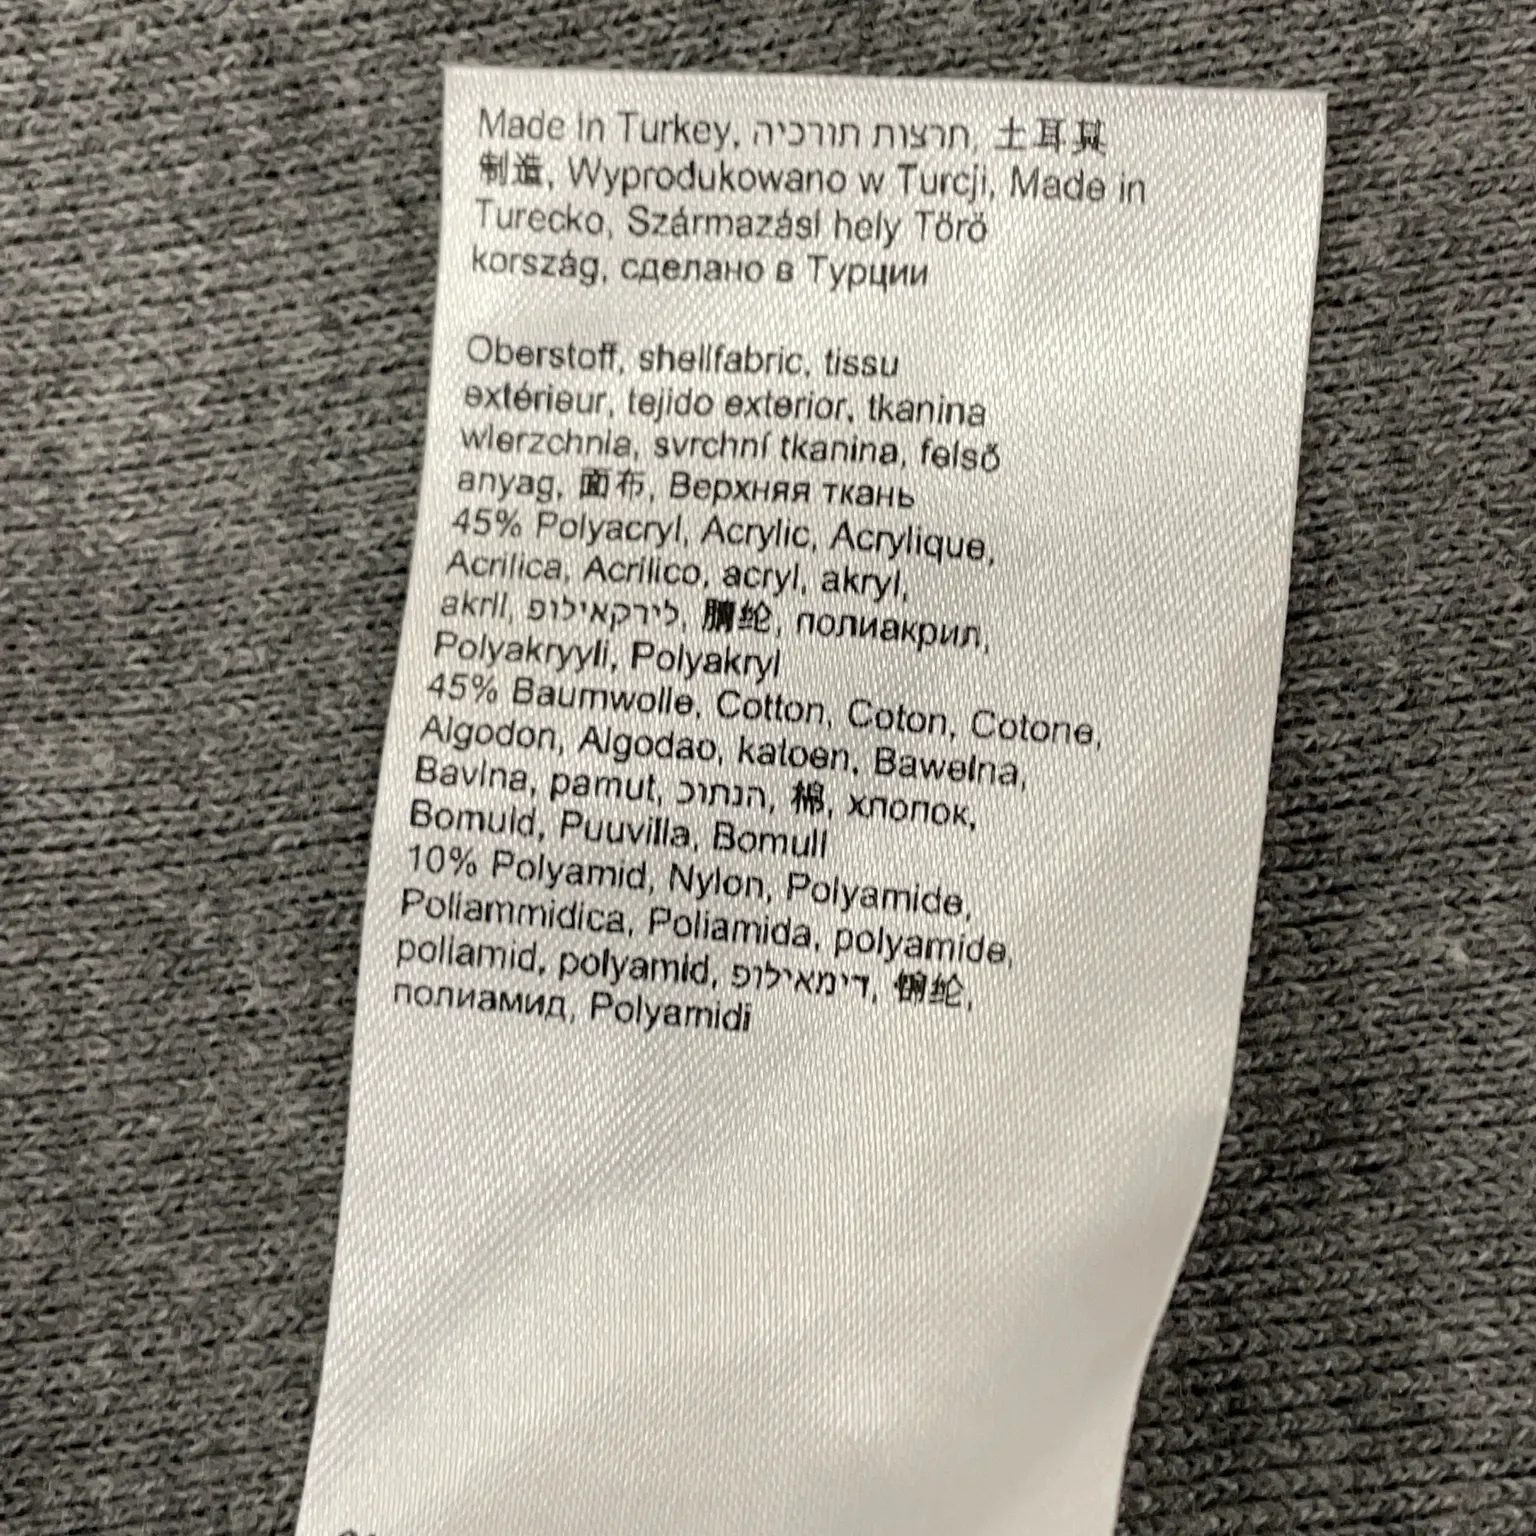 Made in Turkey, תוצרת תורכיה, 土耳其
制造, Wyprodukowano w Turcji, Made in
Turecko, Származási hely Törö
kország, сделано в Турции
Oberstoff, shellfabric, tissu
extérieur, tejido exterior, tkanina
wierzchnia, svrchní tkanina, felső
anyag, 面布, Верхняя ткань
45% Polyacryl, Acrylic, Acrylique,
Acrilica, Acrilico, acryl, akryl,
akril, לירקאילופ, 腈纶, полиакрил,
Polyakryyli, Polyakryl
45% Baumwolle, Cotton, Coton, Cotone,
Algodon, Algodao, katoen, Bawelna,
Bavlna, pamut, הנתוכ, 棉, хлопок,
Bomuld, Puuvilla, Bomull
10% Polyamid, Nylon, Polyamide,
Poliammidica, Poliamida, polyamide,
poliamid, polyamid, דימאילופ, 锦纶,
полиамид, Polyamidi